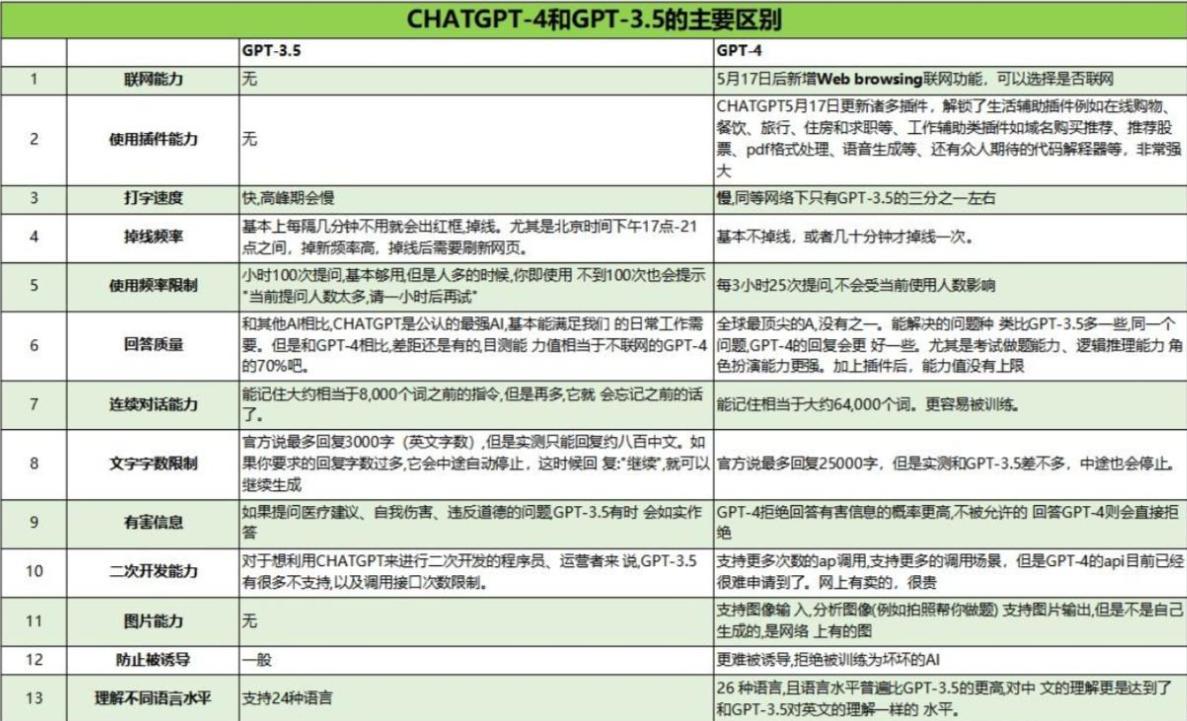 CHATGPT-4和GPT-3.5的主要区别
GPT-3.5 GPT-4
1 联网能力 无 5月17日后新增Web browsing联网功能，可以选择是否联网
2 使用插件能力 无 CHATGPT5月17日更新诸多插件，解锁了生活辅助插件例如在线购物、
餐饮、旅行、住房和求职等、工作辅助类插件如域名购买推荐、推荐股
票、pdf格式处理、语音生成等、还有众人期待的代码解释器等，非常强
大
3 打字速度 快,高峰期会慢 慢,同等网络下只有GPT-3.5的三分之一左右
4 掉线频率 基本上每隔几分钟不用就会出红框,掉线。尤其是北京时间下午17点-21
点之间，掉新频率高，掉线后需要刷新网页。
基本不掉线，或者几十分钟才掉线一次。
5 使用频率限制 小时100次提问,基本够用,但是人多的时候,你即使用 不到100次也会提示
"当前提问人数太多,请一小时后再试"
每3小时25次提问,不会受当前使用人数影响
6 回答质量 和其他AI相比,CHATGPT是公认的最强AI,基本能满足我们 的日常工作需
要。但是和GPT-4相比,差距还是有的,目测能 力值相当于不联网的GPT-4
的70%吧。
全球最顶尖的A,没有之一。能解决的问题种 类比GPT-3.5多一些,同一个
问题,GPT-4的回复会更 好一些。尤其是考试做题能力、逻辑推理能力 角
色扮演能力更强。加上插件后，能力值没有上限
7 连续对话能力 能记住大约相当于8,000个词之前的指令,但是再多,它就 会忘记之前的话
了。
能记住相当于大约64,000个词。更容易被训练。
8 文字字数限制 官方说最多回复3000字（英文字数）,但是实测只能回复约八百中文。如
果你要求的回复字数过多,它会中途自动停止，这时候回 复:"继续",就可以
继续生成
官方说最多回复25000字，但是实测和GPT-3.5差不多，中途也会停止。
9 有害信息 如果提问医疗建议、自我伤害、违反道德的问题,GPT-3.5有时 会如实作
答
GPT-4拒绝回答有害信息的概率更高,不被允许的 回答GPT-4则会直接拒
绝
10 二次开发能力 对于想利用CHATGPT来进行二次开发的程序员、运营者来 说,GPT-3.5
有很多不支持,以及调用接口次数限制。
支持更多次数的ap调用,支持更多的调用场景，但是GPT-4的api目前已经
很难申请到了。网上有卖的，很贵
11 图片能力 无 支持图像输 入,分析图像(例如拍照帮你做题) 支持图片输出,但是不是自己
生成的,是网络 上有的图
12 防止被诱导 一般 更难被诱导,拒绝被训练为坏坏的AI
13 理解不同语言水平 支持24种语言 26 种语言,且语言水平普遍比GPT-3.5的更高,对中 文的理解更是达到了
和GPT-3.5对英文的理解一样的 水平。